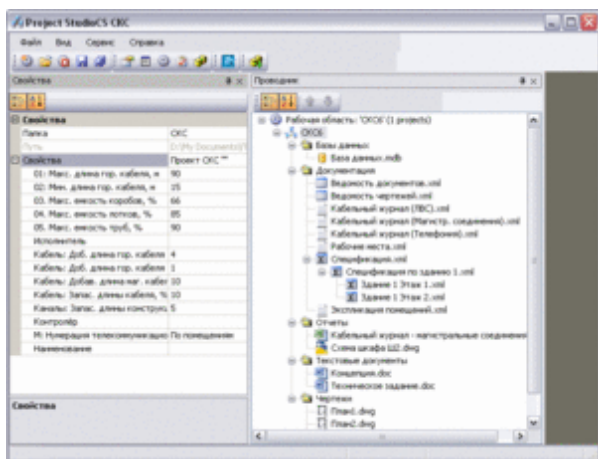 Project StudioCS СКС
Файл Вид Сервис Справка
Свойства
Проводник
Свойства
Папка СКС
Путь D:\My Documents\
Свойства Проект СКС
01: Макс. длина гор. кабеля, м 90
02: Мин. длина гор. кабеля, м 15
03. Макс. емкость коробов, % 66
04. Макс. емкость лотков, % 85
05. Макс. емкость труб, % 90
Исполнитель
Кабель: Доб. длина гор. кабеля 4
Кабель: Доб. длина гор. кабеля 1
Кабель: Добав. длина маг. кабел 10
Кабель: Запас. длины кабеля, % 10
Каналы: Запас. длины конструкц 5
Контролёр
М: Нумерация телекоммуникацио По помещениям
Наименование
Свойства
Рабочая область: 'СКС6' (1 projects)
СКС6
Базы данных
База данных.mdb
Документация
Ведомость документов.xml
Ведомость чертежей.xml
Кабельный журнал (ЛВС).xml
Кабельный журнал (Магистр. соединения).xml
Кабельный журнал (Телефония).xml
Рабочие места.xml
Спецификация.xml
Спецификация по зданию 1.xml
Здание 1 Этаж 1.xml
Здание 1 Этаж 2.xml
Экспликация помещений.xml
Отчеты
Кабельный журнал - магистральные соединения
Схема шкафа Ш2.dwg
Текстовые документы
Концепция.doc
Техническое задание.doc
Чертежи
План1.dwg
План2.dwg